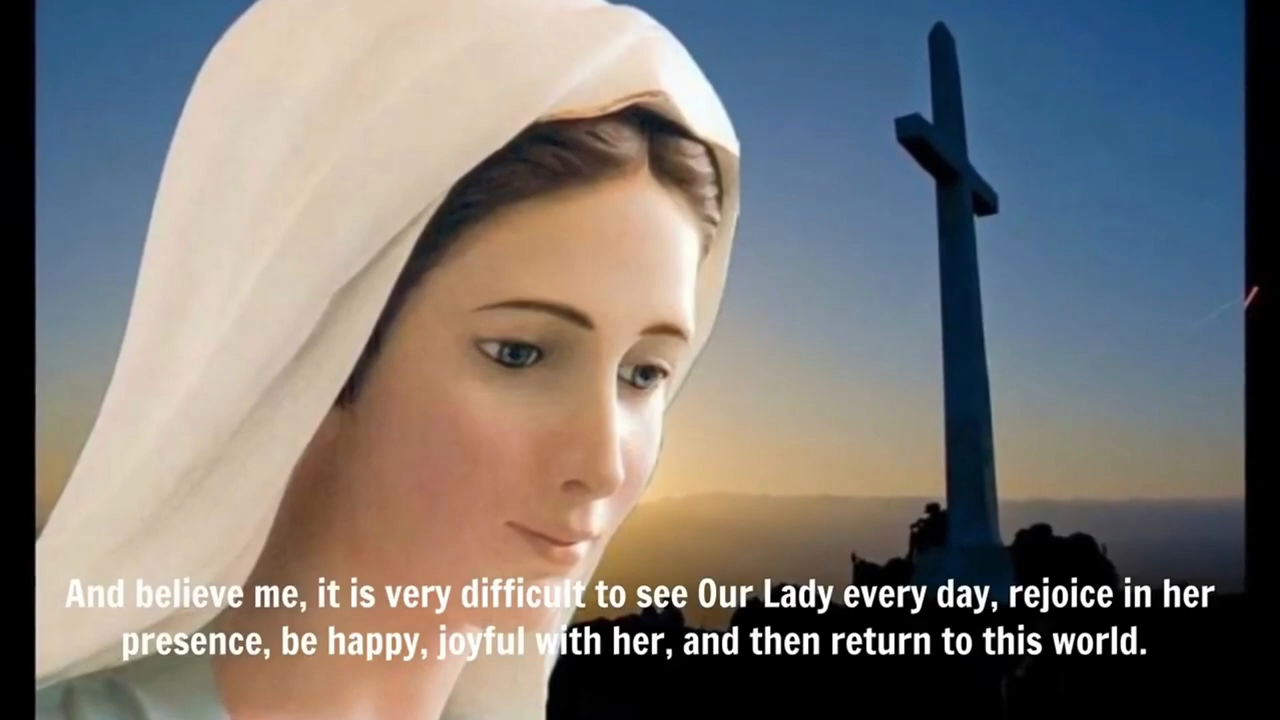 And believe me, it is very difficult to see Our Lady every day, rejoice in her
presence, be happy, joyful with her, and then return to this world.